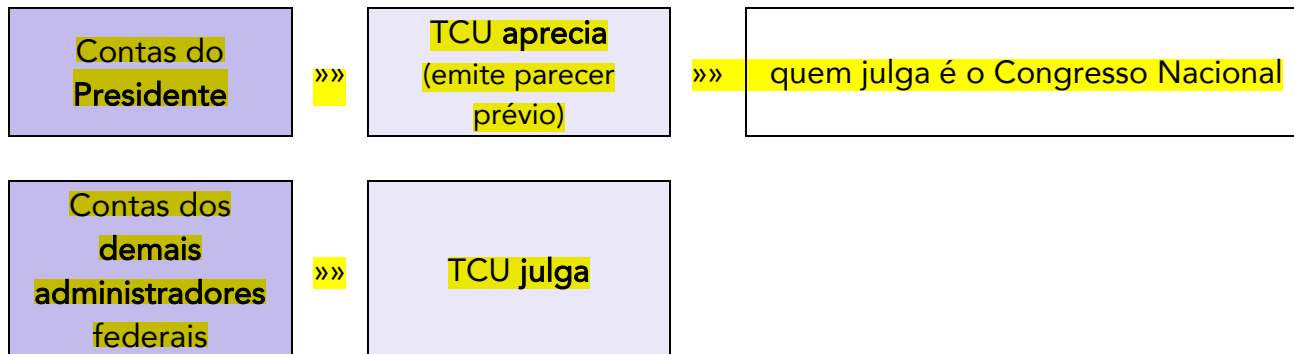 Contas do
Presidente
»»
TCU aprecia
(emite parecer
prévio)
»»
quem julga é o Congresso Nacional
Contas dos
demais
administradores
federais
»»
TCU julga